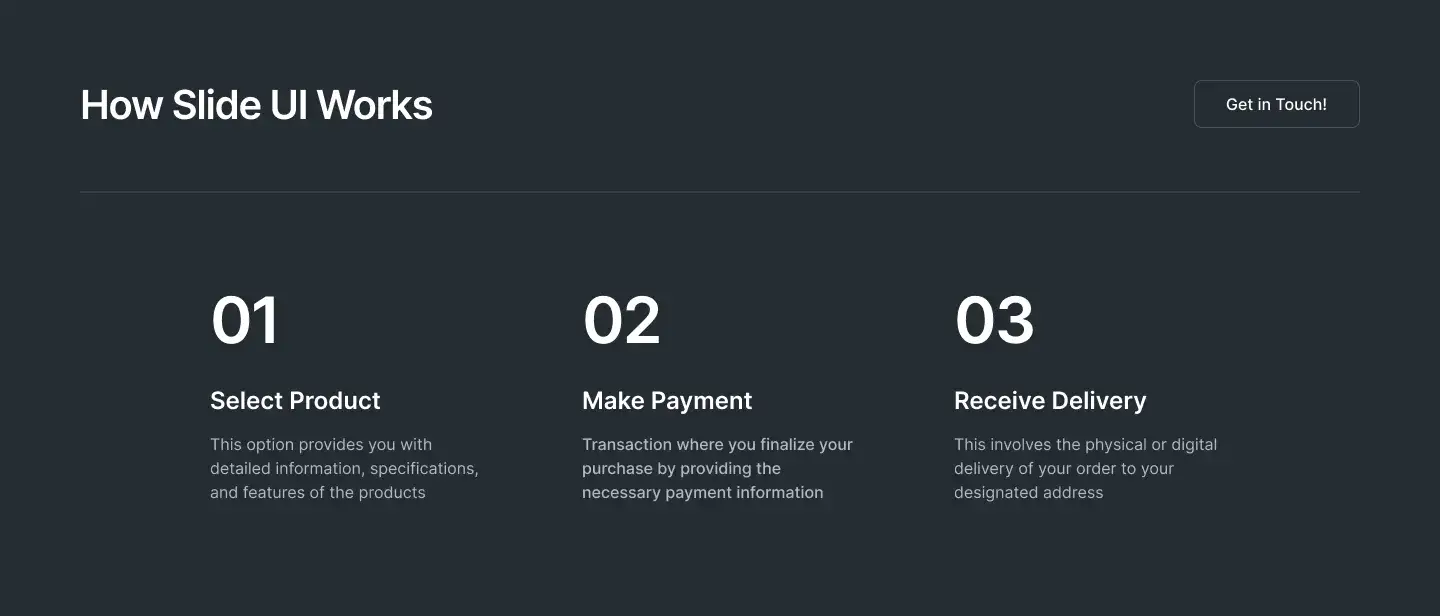 How Slide UI Works
Get in Touch!
01
Select Product
This option provides you with
detailed information, specifications,
and features of the products
02
Make Payment
Transaction where you finalize your
purchase by providing the
necessary payment information
03
Receive Delivery
This involves the physical or digital
delivery of your order to your
designated address